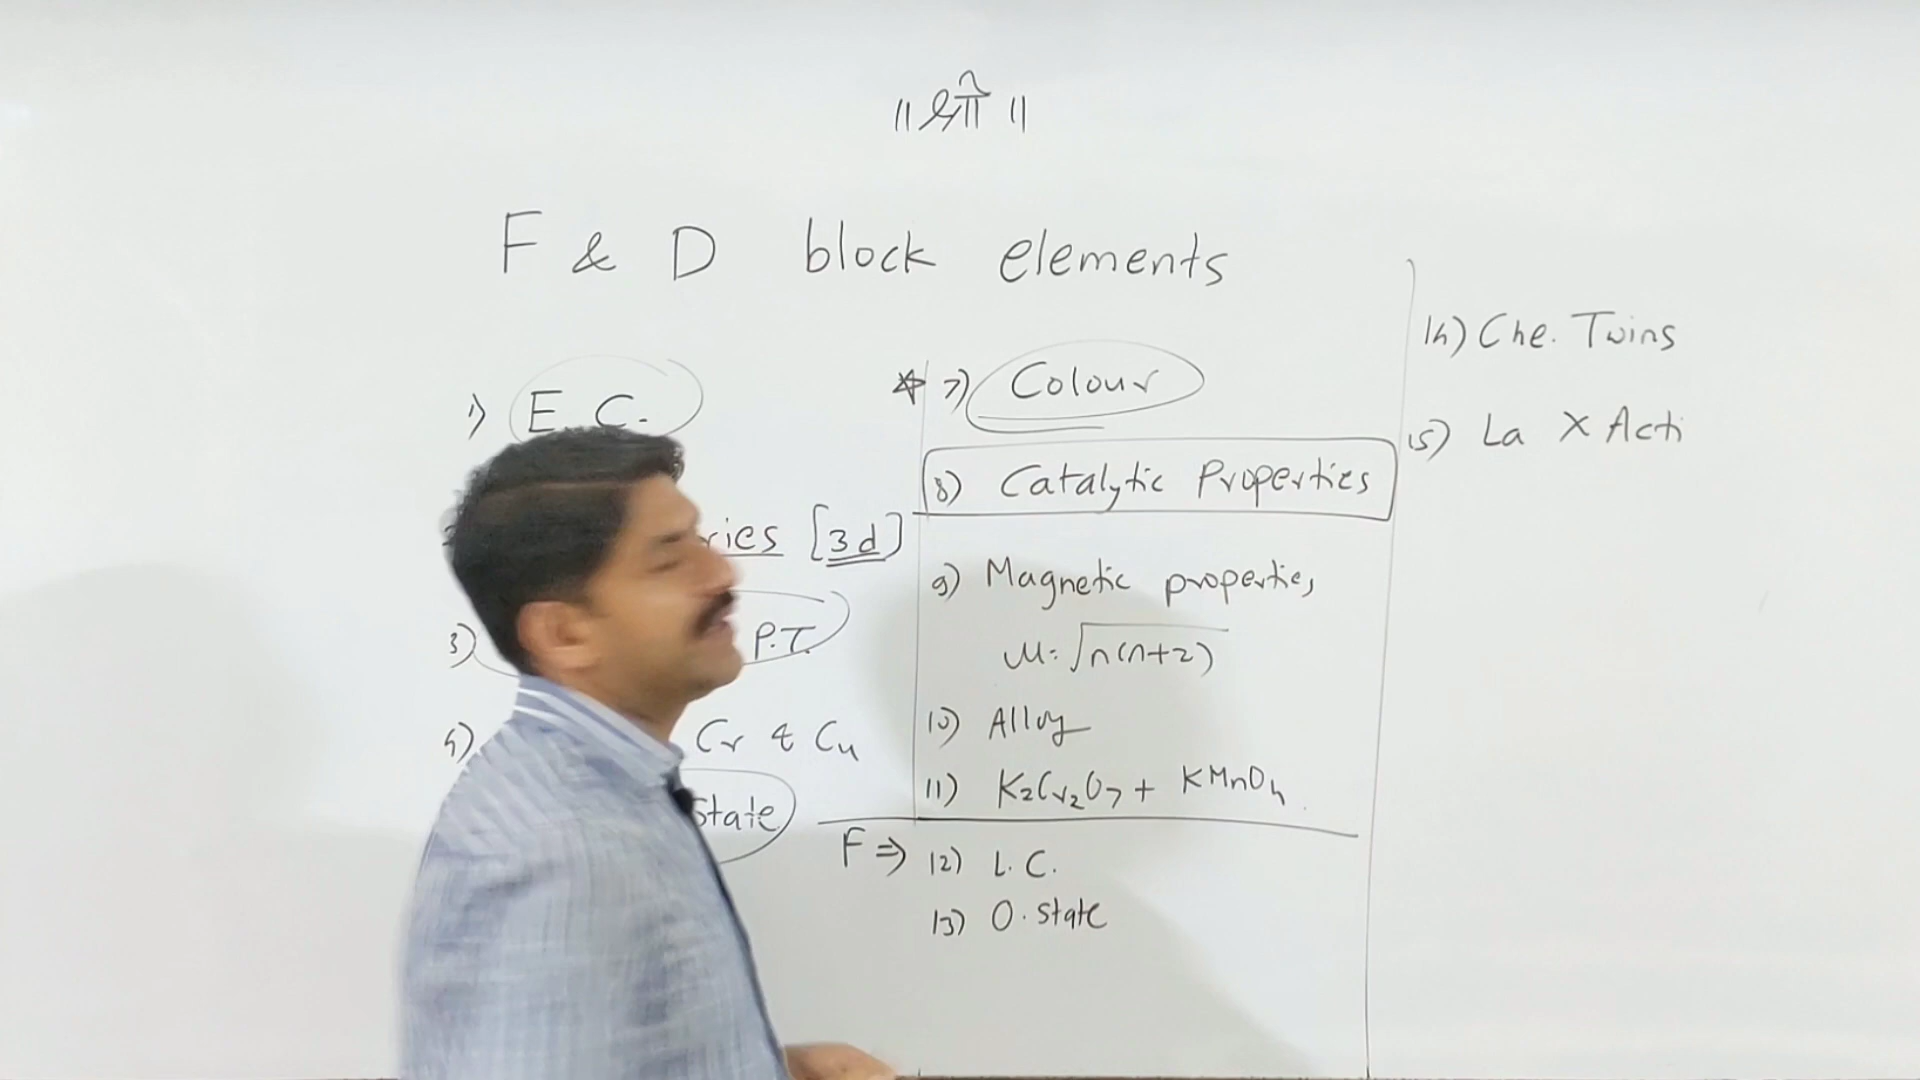 ॥ श्री ॥
F & D block elements
1) E. C.
[3d]
3) P.T.
4) Cr & Cu
State
7) Colour
8) Catalytic Properties
9) Magnetic properties
μ = √n(n+2)
10) Alloy
11) K2Cr2O7 + KMnO4
F ⇒ 12) L. C.
13) O. state
14) Che. Twins
15) La X Acti